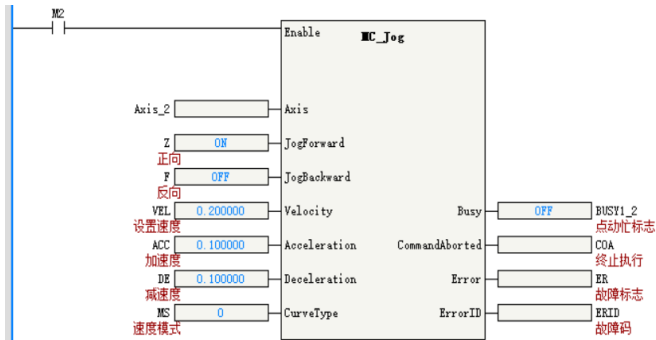 M2
Enable
MC_Jog
Axis_2
Axis
Z
ON
JogForward
正向
F
OFF
JogBackward
反向
VEL
0.200000
Velocity
Busy
OFF
BUSY1_2
设置速度
点动忙标志
ACC
0.100000
Acceleration
CommandAborted
COA
加速度
终止执行
DE
0.100000
Deceleration
Error
ER
减速度
故障标志
MS
0
CurveType
ErrorID
ERID
速度模式
故障码